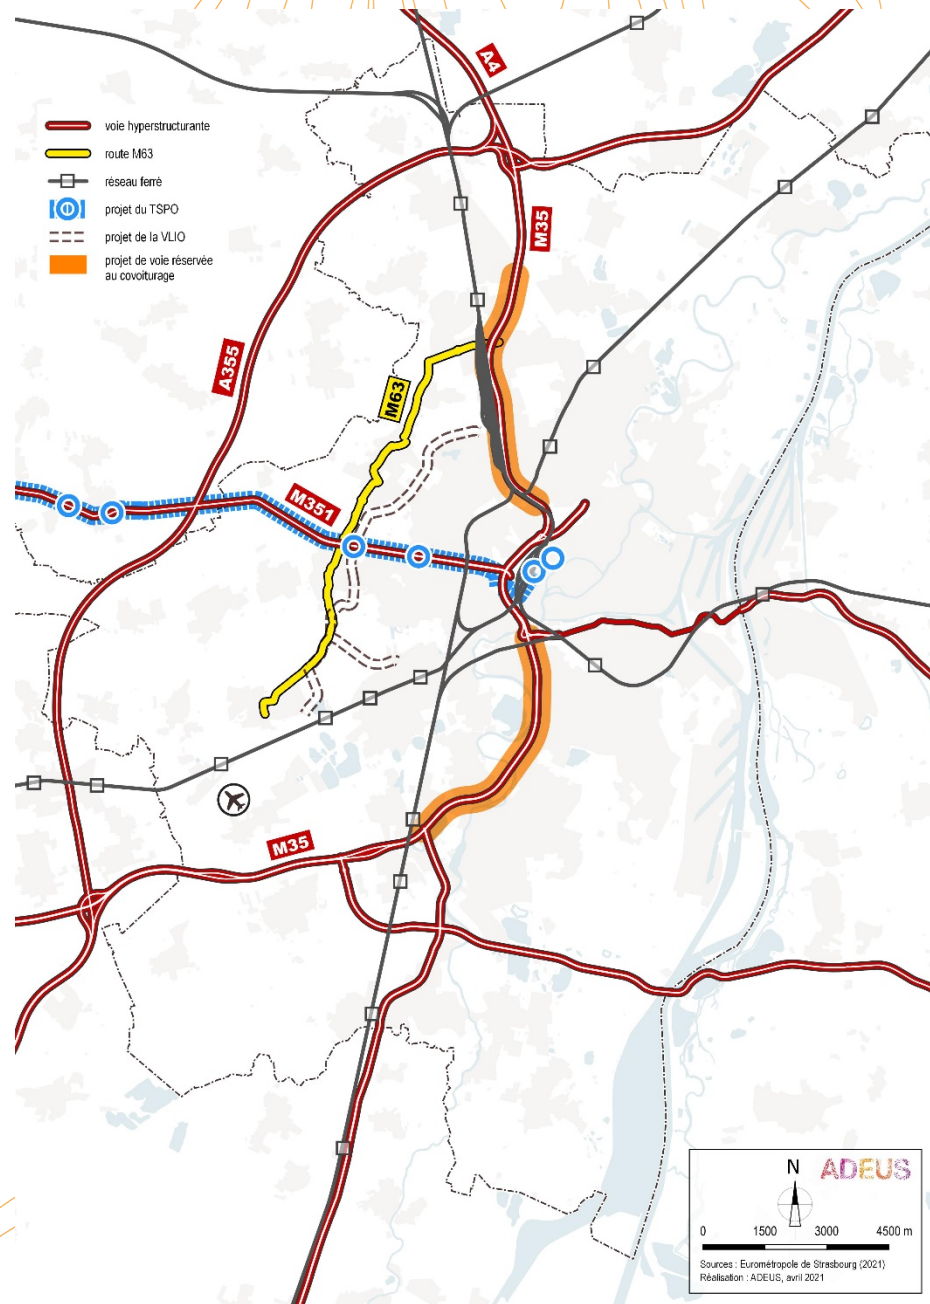 A4
voie hyperstructurante
route M63
réseau ferré
projet du TSPO
projet de la VLIO
projet de voie réservée
au covoiturage
M35
A355
M63
M351
M35
N
ADEUS
0 1500 3000 4500 m
Sources : Eurométropole de Strasbourg (2021)
Réalisation : ADEUS, avril 2021